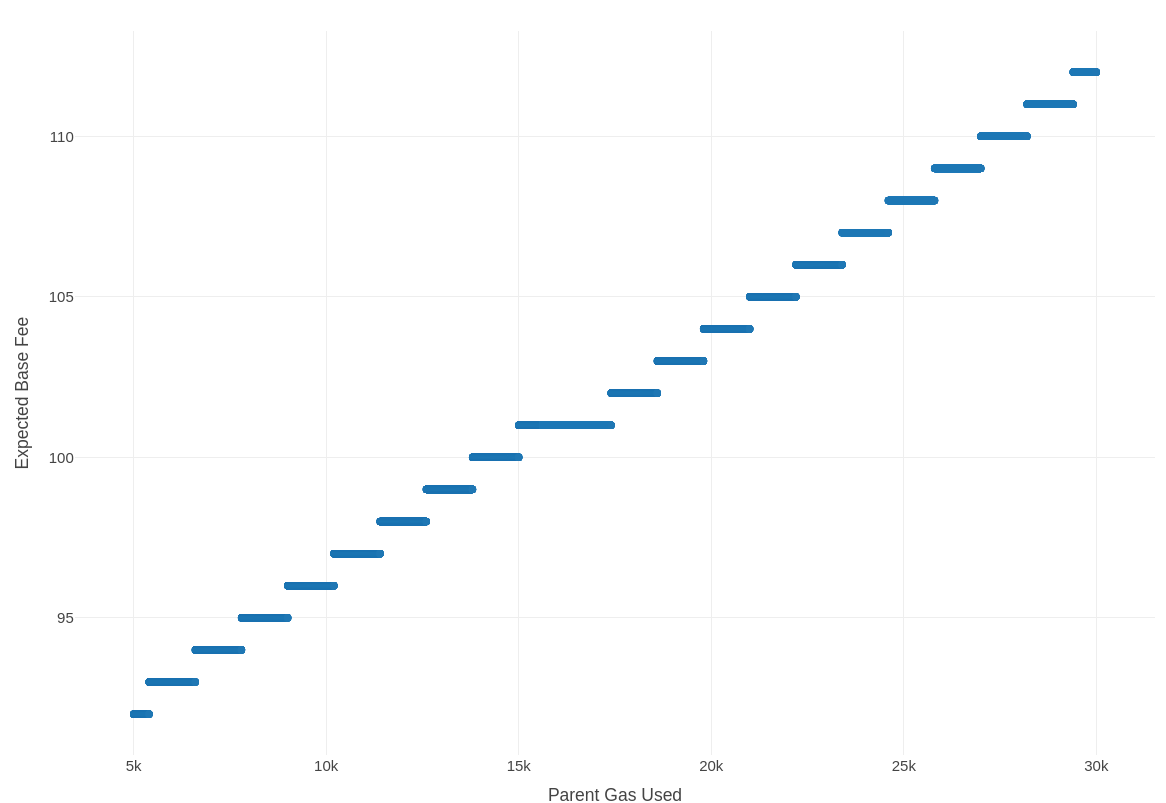 110
105
100
95
Expected Base Fee
5k
10k
15k
20k
25k
30k
Parent Gas Used